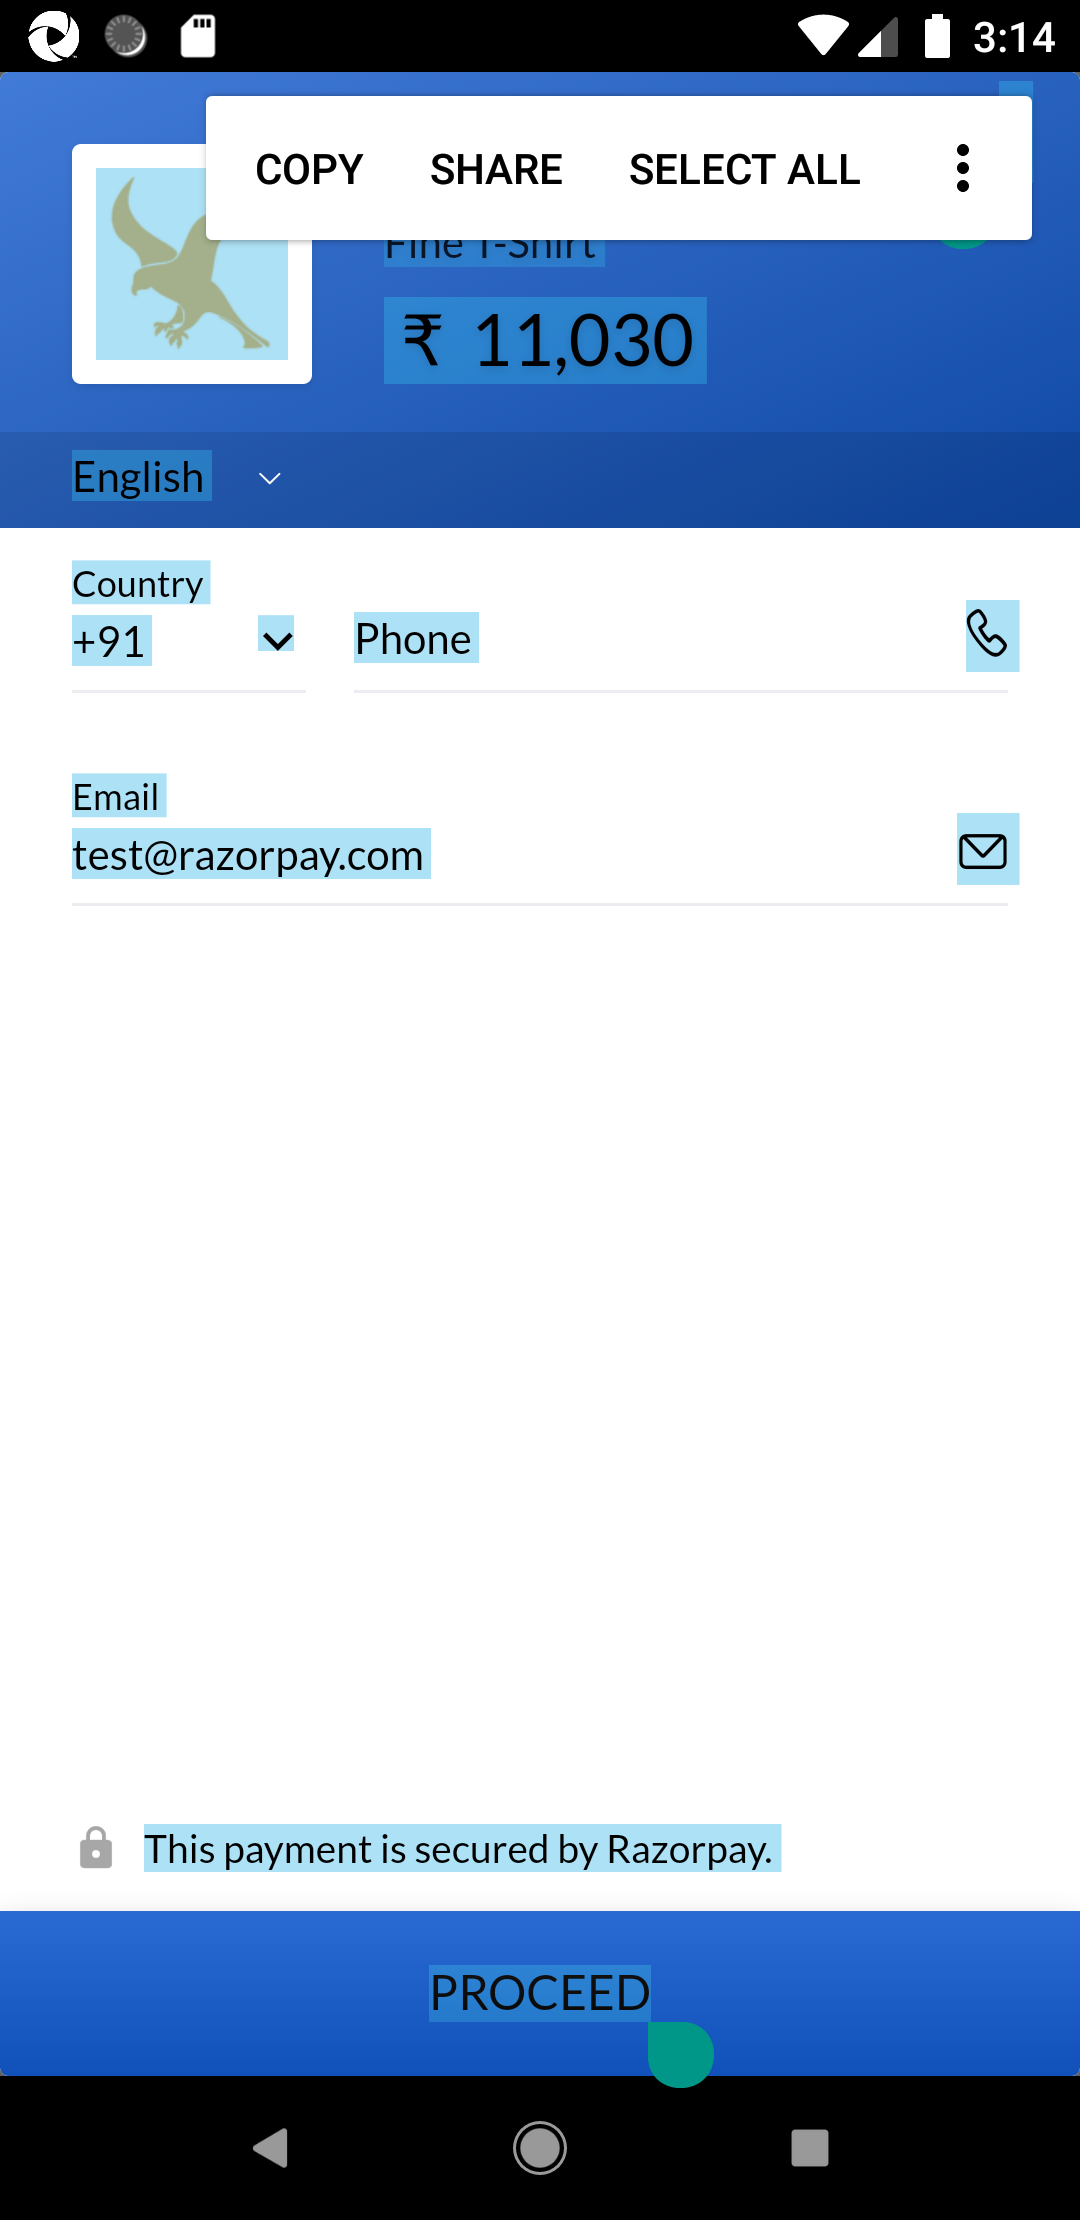 3:14
COPY SHARE SELECT ALL
Fine T-Shirt
₹ 11,030
English
Country
+91 Phone
Email
test@razorpay.com
This payment is secured by Razorpay.
PROCEED